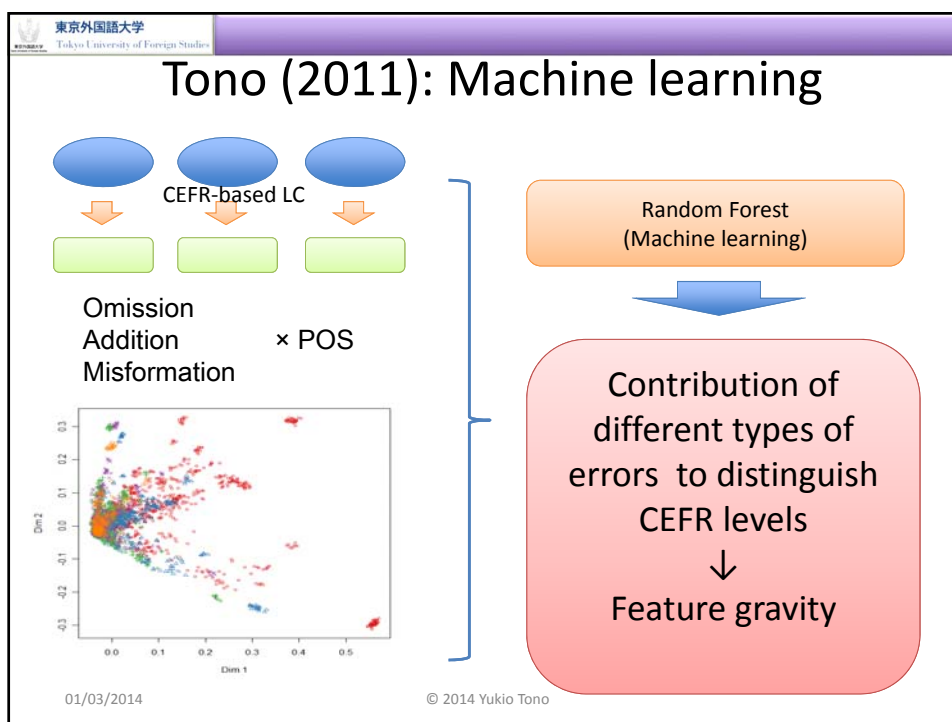 東京外国語大学
Tokyo University of Foreign Studies
Tono (2011): Machine learning
CEFR-based LC
Omission
Addition × POS
Misformation
0.3
0.2
0.1
0.0
-0.1
-0.2
-0.3
Dim 2
0.0 0.1 0.2 0.3 0.4 0.5
Dim 1
Random Forest
(Machine learning)
Contribution of
different types of
errors to distinguish
CEFR levels
↓
Feature gravity
01/03/2014
© 2014 Yukio Tono